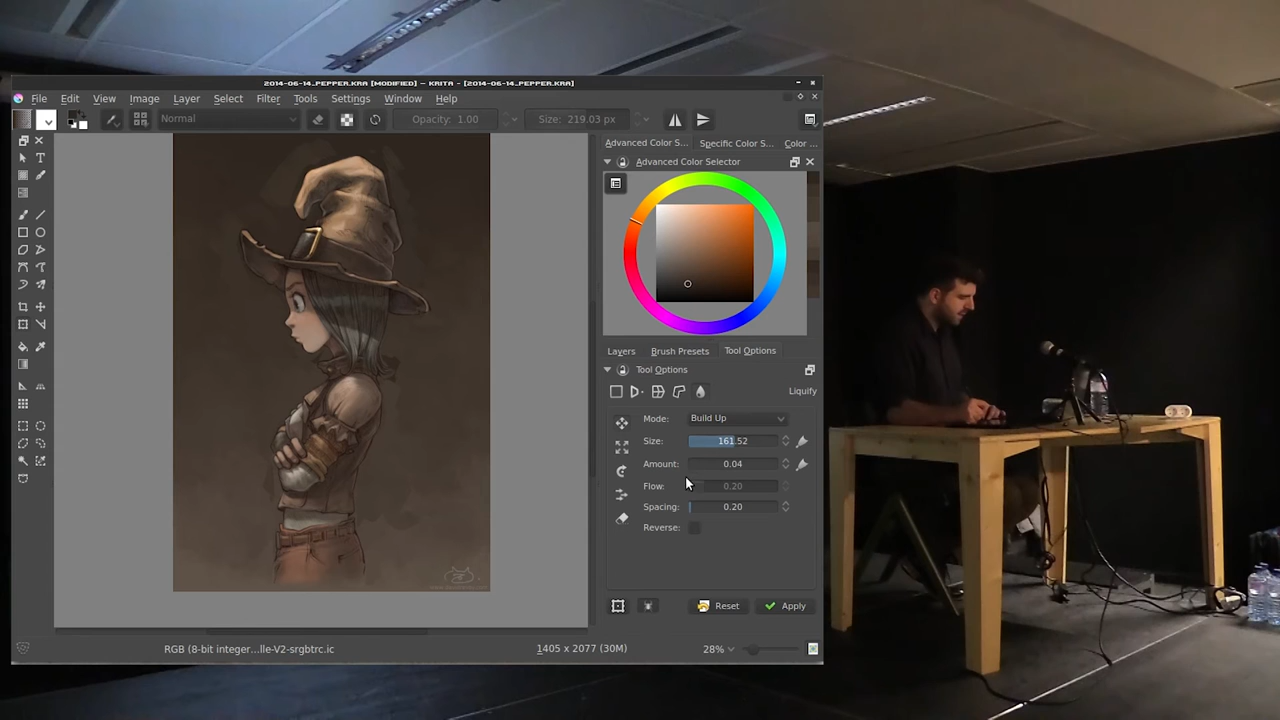 2014-06-14_PEPPER.KRA [MODIFIED] — KRITA - [2014-06-14_PEPPER.KRA]
File Edit View Image Layer Select Filter Tools Settings Window Help
Normal Opacity: 1.00 Size: 219.03 px
Advanced Color S... Specific Color S... Color ...
Advanced Color Selector
Layers Brush Presets Tool Options
Tool Options
Liquify
Mode: Build Up
Size: 161.52
Amount: 0.04
Flow: 0.20
Spacing: 0.20
Reverse:
Reset Apply
RGB (8-bit integer...lle-V2-srgbtrc.ic 1405 x 2077 (30M) 28%